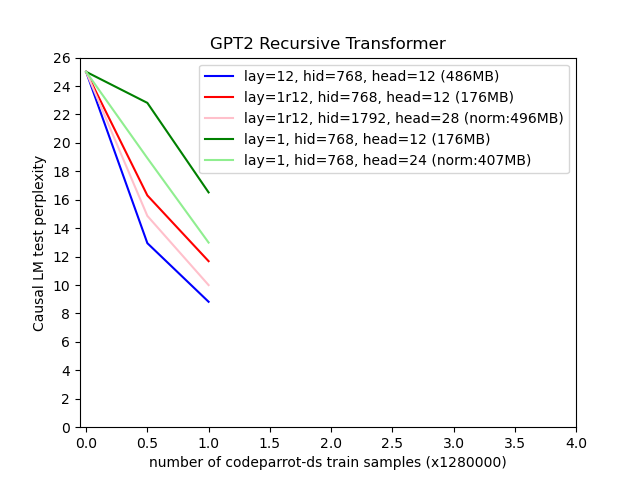 GPT2 Recursive Transformer
lay=12, hid=768, head=12 (486MB)
lay=1r12, hid=768, head=12 (176MB)
lay=1r12, hid=1792, head=28 (norm:496MB)
lay=1, hid=768, head=12 (176MB)
lay=1, hid=768, head=24 (norm:407MB)
Causal LM test perplexity
26
24
22
20
18
16
14
12
10
8
6
4
2
0
0.0 0.5 1.0 1.5 2.0 2.5 3.0 3.5 4.0
number of codeparrot-ds train samples (x1280000)